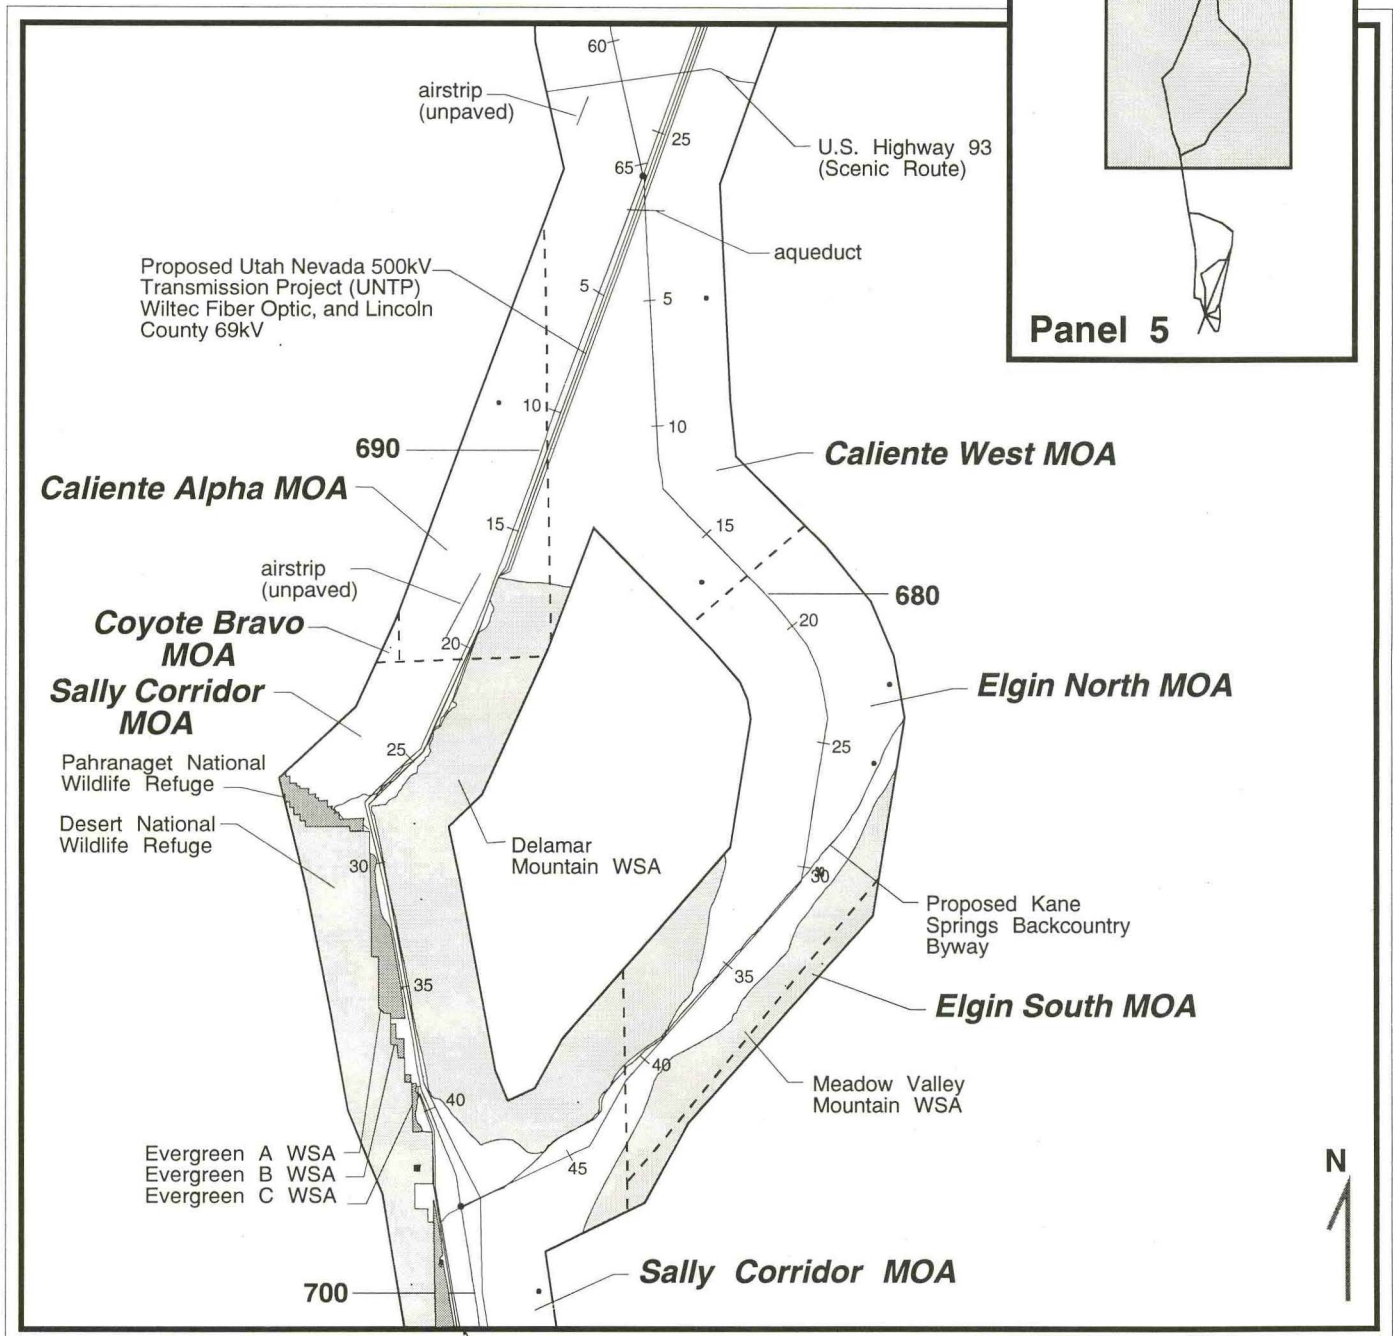 60
airstrip
(unpaved)
25
U.S. Highway 93
(Scenic Route)
65
aqueduct
Panel 5
Proposed Utah Nevada 500kV
Transmission Project (UNTP)
Wiltec Fiber Optic, and Lincoln
County 69kV
5
5
10
10
690
Caliente West MOA
Caliente Alpha MOA
15
15
airstrip
(unpaved)
680
Coyote Bravo
MOA
20
20
Sally Corridor
MOA
Elgin North MOA
25
25
Pahranaget National
Wildlife Refuge
Desert National
Wildlife Refuge
Delamar
Mountain WSA
30
30
Proposed Kane
Springs Backcountry
Byway
35
35
Elgin South MOA
40
40
Meadow Valley
Mountain WSA
Evergreen A WSA
Evergreen B WSA
Evergreen C WSA
45
N
Sally Corridor MOA
700